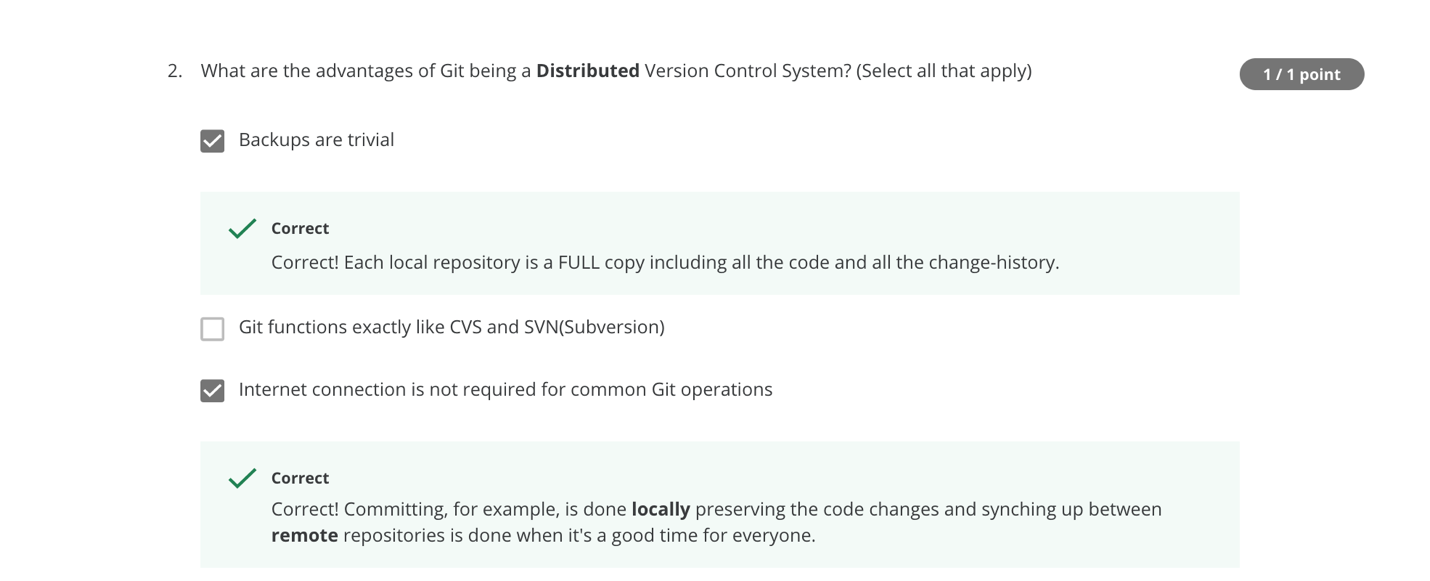 2. What are the advantages of Git being a Distributed Version Control System? (Select all that apply)
1 / 1 point
Backups are trivial
Correct
Correct! Each local repository is a FULL copy including all the code and all the change-history.
Git functions exactly like CVS and SVN(Subversion)
Internet connection is not required for common Git operations
Correct
Correct! Committing, for example, is done locally preserving the code changes and synching up between
remote repositories is done when it's a good time for everyone.